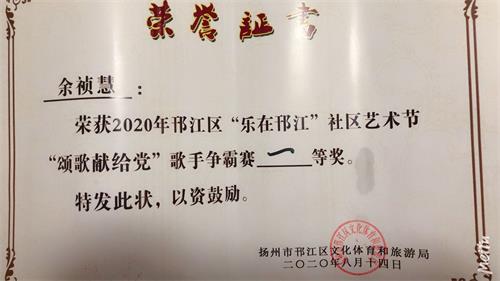 荣誉证书
余祯慧：
荣获2020年邗江区“乐在邗江”社区艺术节
“颂歌献给党”歌手争霸赛一等奖。
特发此状，以资鼓励。
扬州市邗江区文化体育和旅游局
二〇二〇年八月十四日
Meitu